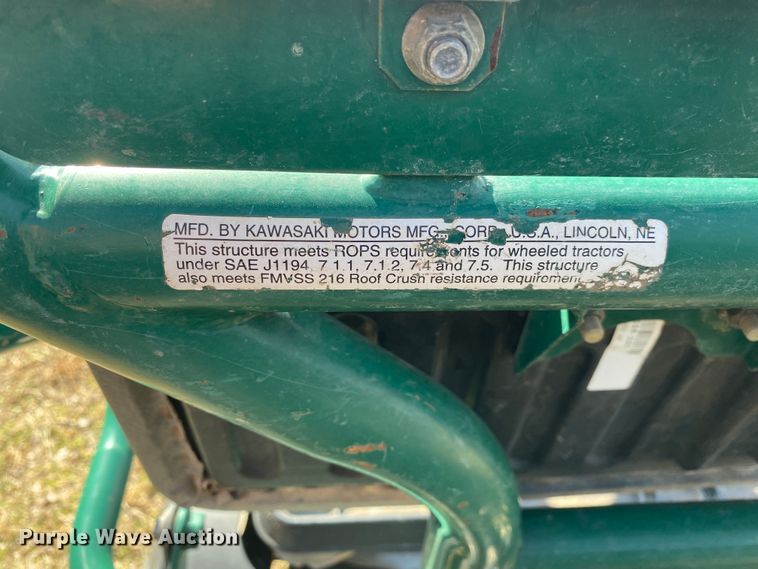 MFD. BY KAWASAKI MOTORS MFG., CORP., U.S.A., LINCOLN, NE
This structure meets ROPS requirements for wheeled tractors
under SAE J1194, 7.1.1, 7.1.2, 7.4 and 7.5. This structure
also meets FMVSS 216 Roof Crush resistance requirement
Purple Wave Auction